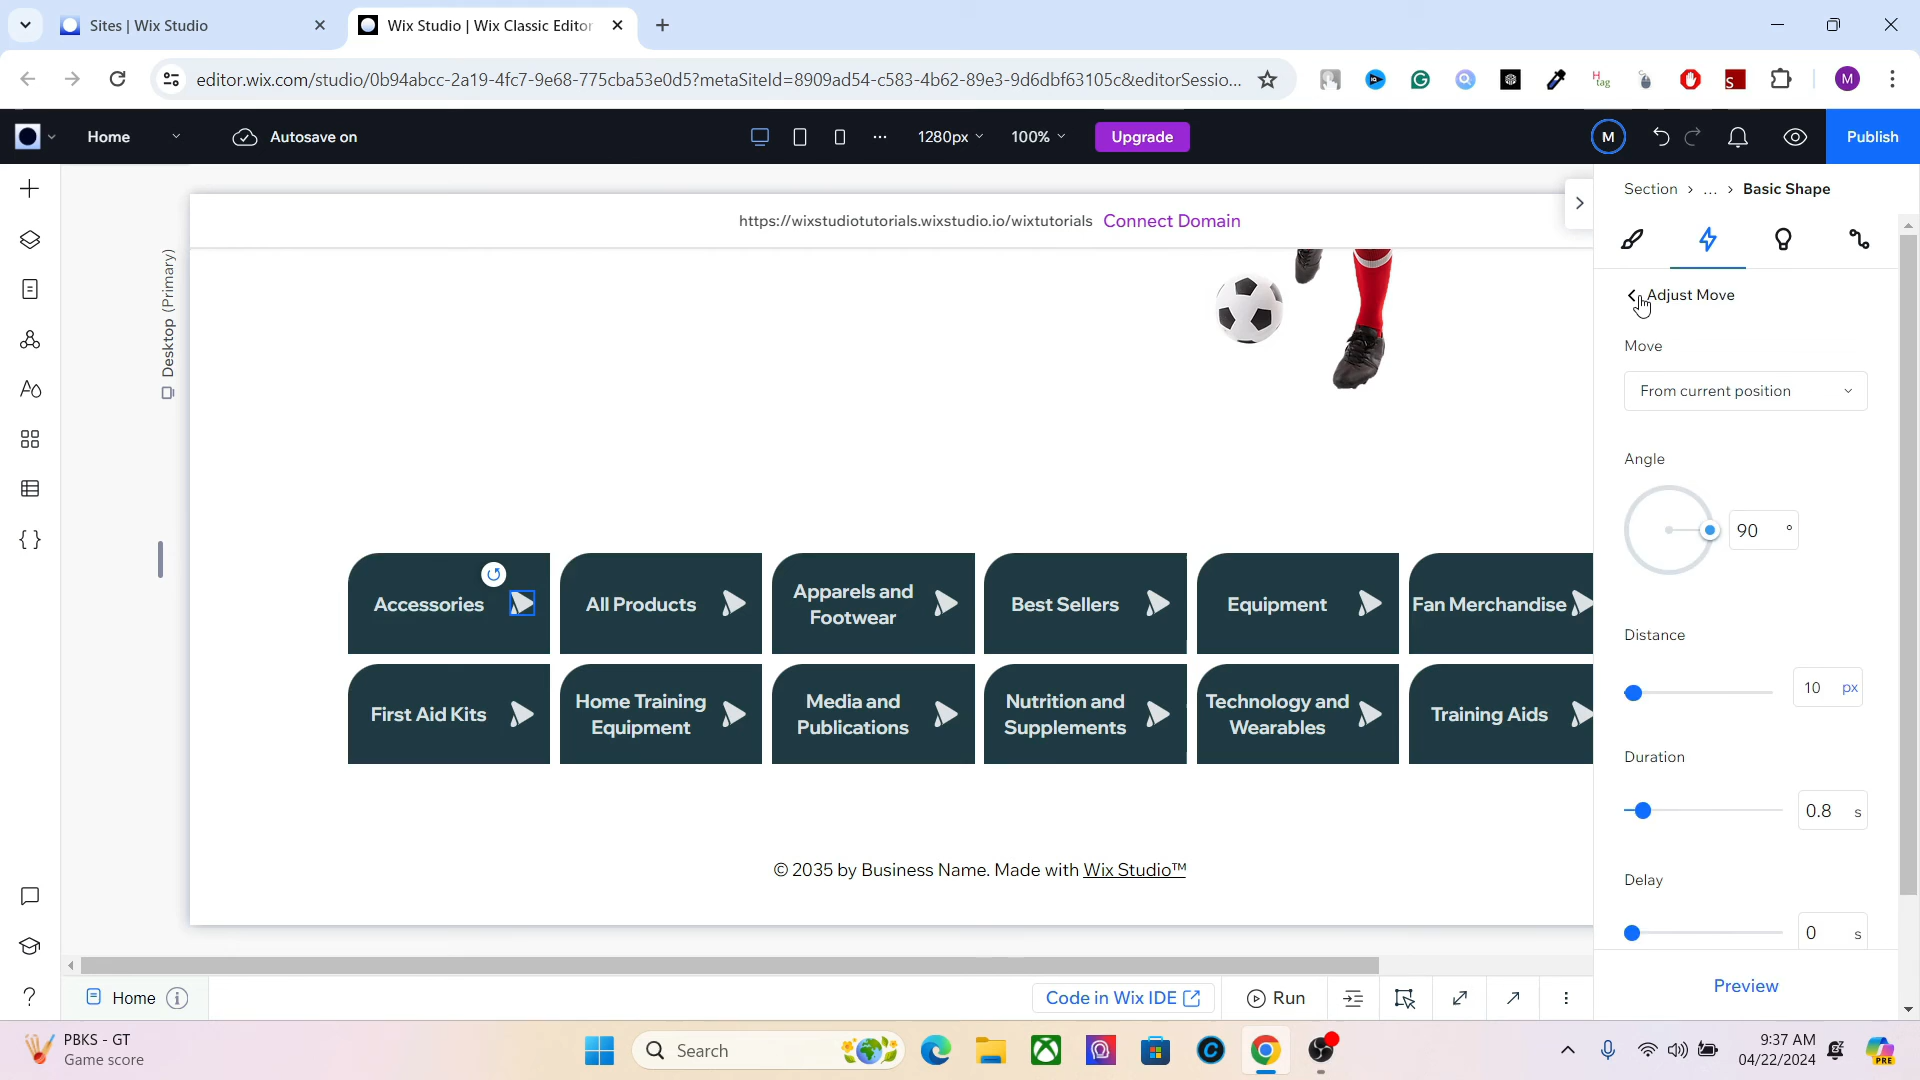 Sites | Wix Studio
Wix Studio | Wix Classic Editor
editor.wix.com/studio/0b94abcc-2a19-4fc7-9e68-775cba53e0d5?metaSiteId=8909ad54-c583-4b62-89e3-9d6dbf63105c&editorSessio...
H
tag
S
M
Home
Autosave on
1280px
100%
Upgrade
M
Publish
Section > ... > Basic Shape
https://wixstudiotutorials.wixstudio.io/wixtutorials Connect Domain
Desktop (Primary)
Adjust Move
Move
From current position
Angle
90 °
Distance
10 px
Duration
0.8 s
Delay
0 s
Preview
Accessories
All Products
Apparels and
Footwear
Best Sellers
Equipment
Fan Merchandise
First Aid Kits
Home Training
Equipment
Media and
Publications
Nutrition and
Supplements
Technology and
Wearables
Training Aids
© 2035 by Business Name. Made with Wix Studio™
Home
Code in Wix IDE
Run
PBKS - GT
Game score
Search
9:37 AM
04/22/2024
PRE